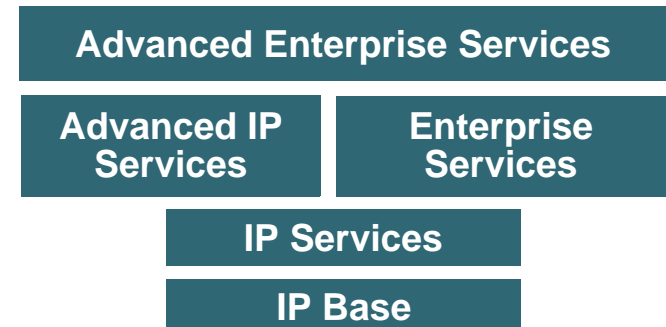 Advanced Enterprise Services
Advanced IP
Services
Enterprise
Services
IP Services
IP Base